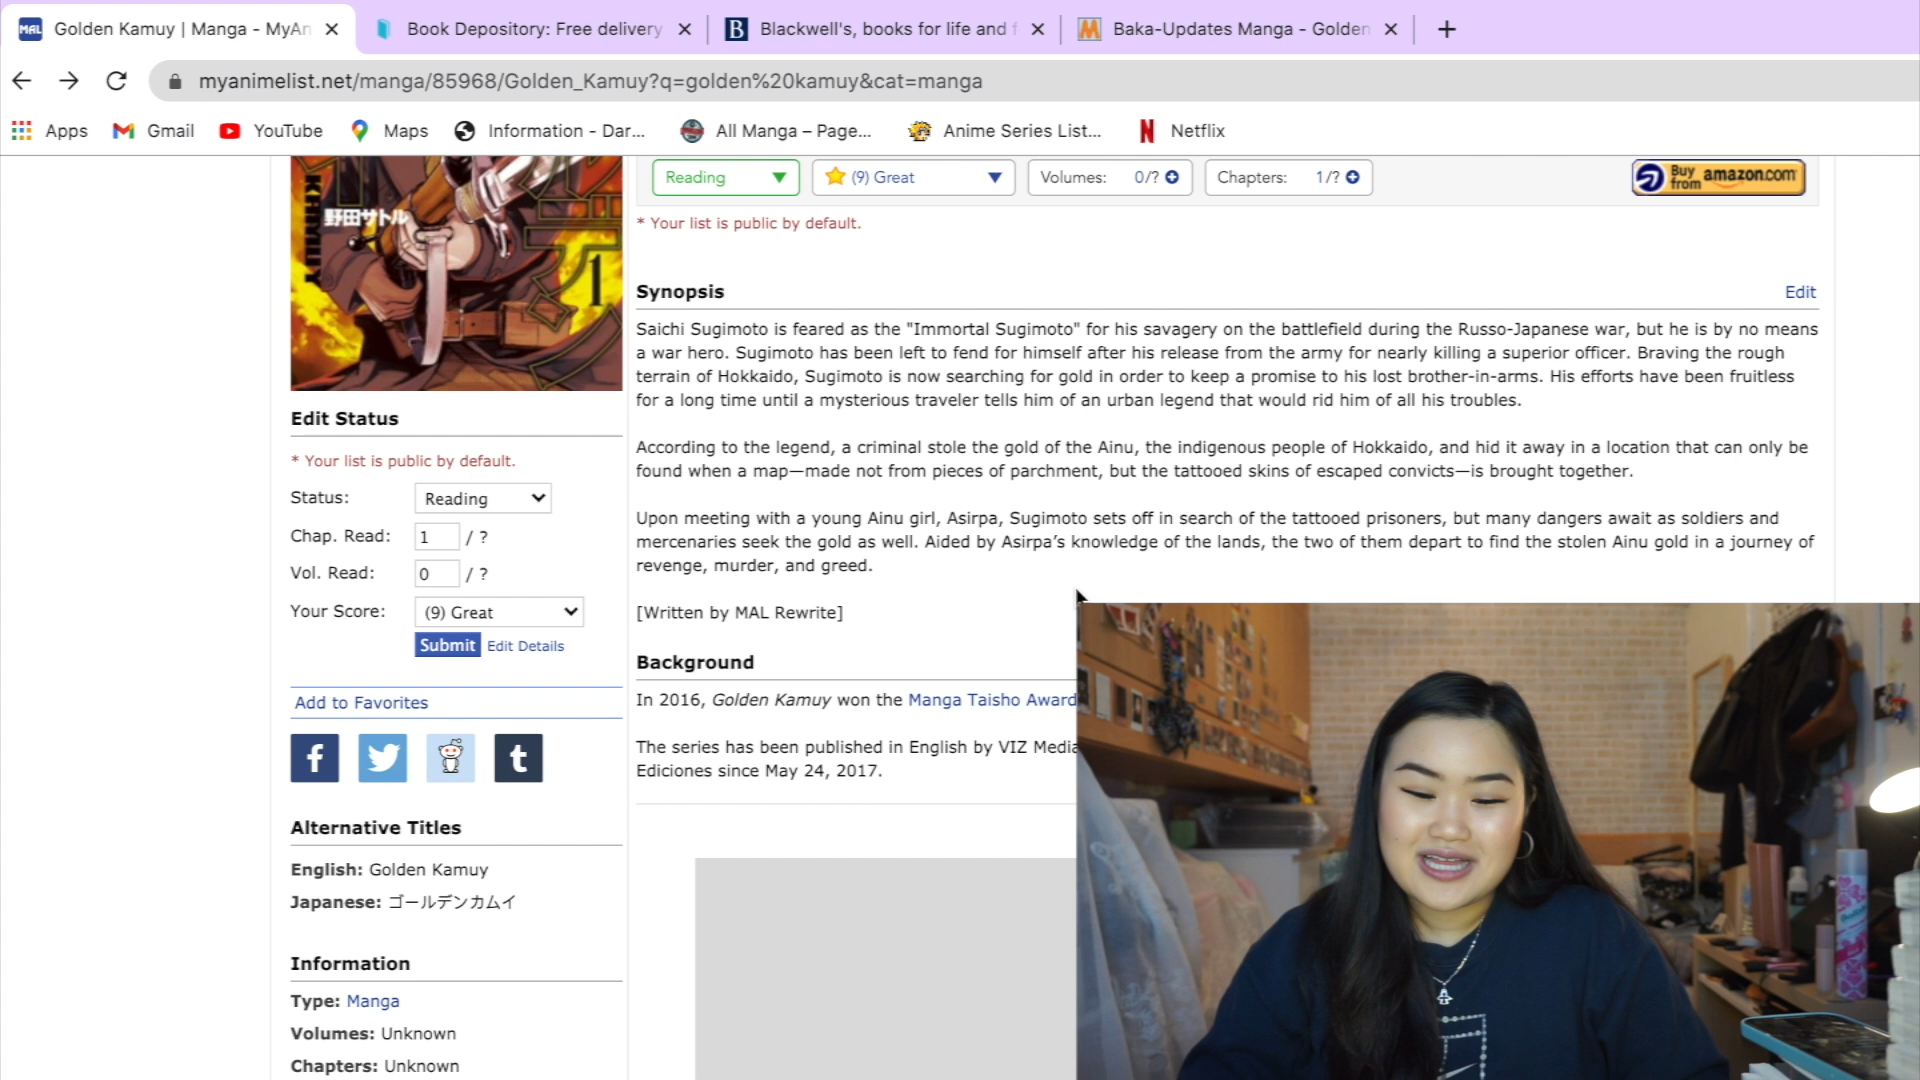 MAL Golden Kamuy | Manga - MyAn
Book Depository: Free delivery
B Blackwell's, books for life and f
M Baka-Updates Manga - Golden
myanimelist.net/manga/85968/Golden_Kamuy?q=golden%20kamuy&cat=manga
Apps
Gmail
YouTube
Maps
Information - Dar...
All Manga – Page...
Anime Series List...
Netflix
野田サトル
1
Reading
(9) Great
Volumes: 0/?
Chapters: 1/?
Buy from amazon.com
* Your list is public by default.
Synopsis
Edit
Saichi Sugimoto is feared as the "Immortal Sugimoto" for his savagery on the battlefield during the Russo-Japanese war, but he is by no means
a war hero. Sugimoto has been left to fend for himself after his release from the army for nearly killing a superior officer. Braving the rough
terrain of Hokkaido, Sugimoto is now searching for gold in order to keep a promise to his lost brother-in-arms. His efforts have been fruitless
for a long time until a mysterious traveler tells him of an urban legend that would rid him of all his troubles.
According to the legend, a criminal stole the gold of the Ainu, the indigenous people of Hokkaido, and hid it away in a location that can only be
found when a map—made not from pieces of parchment, but the tattooed skins of escaped convicts—is brought together.
Upon meeting with a young Ainu girl, Asirpa, Sugimoto sets off in search of the tattooed prisoners, but many dangers await as soldiers and
mercenaries seek the gold as well. Aided by Asirpa’s knowledge of the lands, the two of them depart to find the stolen Ainu gold in a journey of
revenge, murder, and greed.
[Written by MAL Rewrite]
Background
In 2016, Golden Kamuy won the Manga Taisho Award
The series has been published in English by VIZ Media
Ediciones since May 24, 2017.
Edit Status
* Your list is public by default.
Status: Reading
Chap. Read: 1 / ?
Vol. Read: 0 / ?
Your Score: (9) Great
Submit Edit Details
Add to Favorites
Alternative Titles
English: Golden Kamuy
Japanese: ゴールデンカムイ
Information
Type: Manga
Volumes: Unknown
Chapters: Unknown